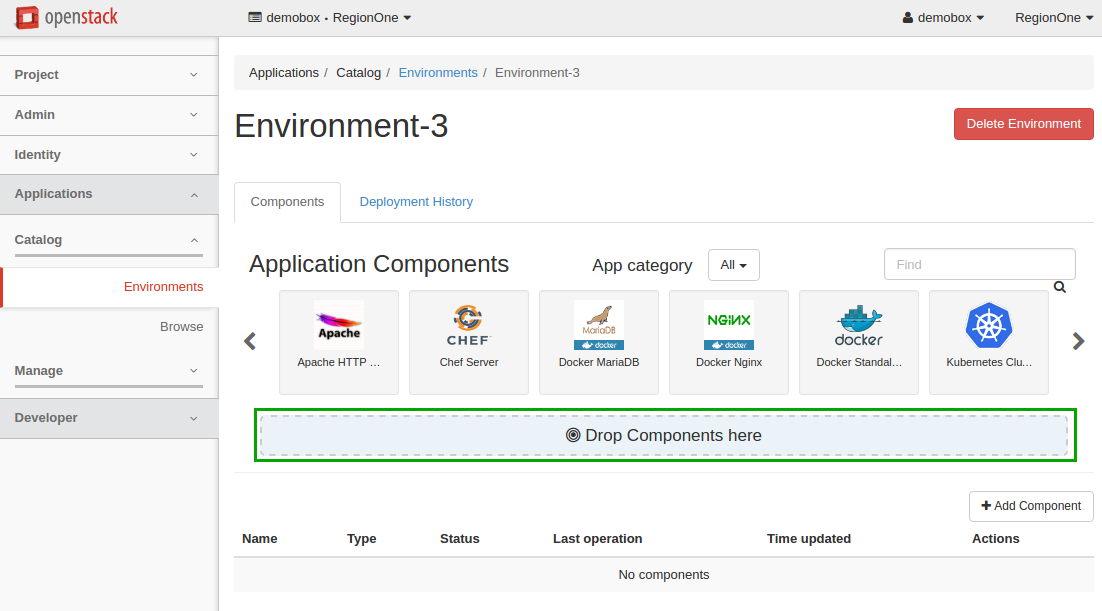 openstack
demobox • RegionOne
demobox
RegionOne
Project
Admin
Identity
Applications
Catalog
Environments
Browse
Manage
Developer
Applications / Catalog / Environments / Environment-3
Environment-3
Delete Environment
Components
Deployment History
Application Components
App category
All
Find
Apache
Apache HTTP ...
CHEF
Chef Server
MariaDB
docker
Docker MariaDB
NGINX
docker
Docker Nginx
docker
Docker Standal...
Kubernetes Clu...
Drop Components here
Add Component
Name Type Status Last operation Time updated Actions
No components